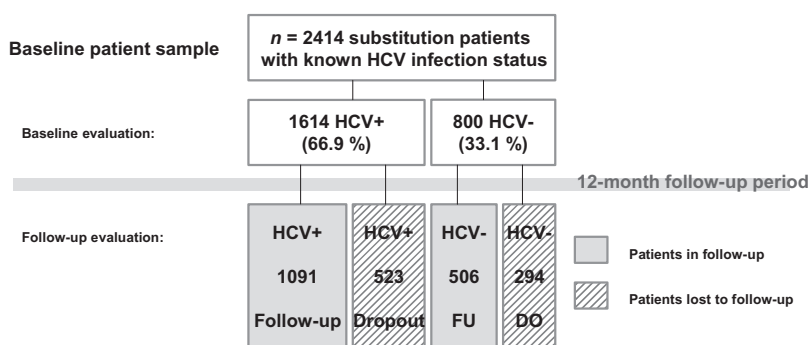 Baseline patient sample
n = 2414 substitution patients
with known HCV infection status
Baseline evaluation:
1614 HCV+
(66.9 %)
800 HCV-
(33.1 %)
12-month follow-up period
Follow-up evaluation:
HCV+
1091
Follow-up
HCV+
523
Dropout
HCV-
506
FU
HCV-
294
DO
Patients in follow-up
Patients lost to follow-up